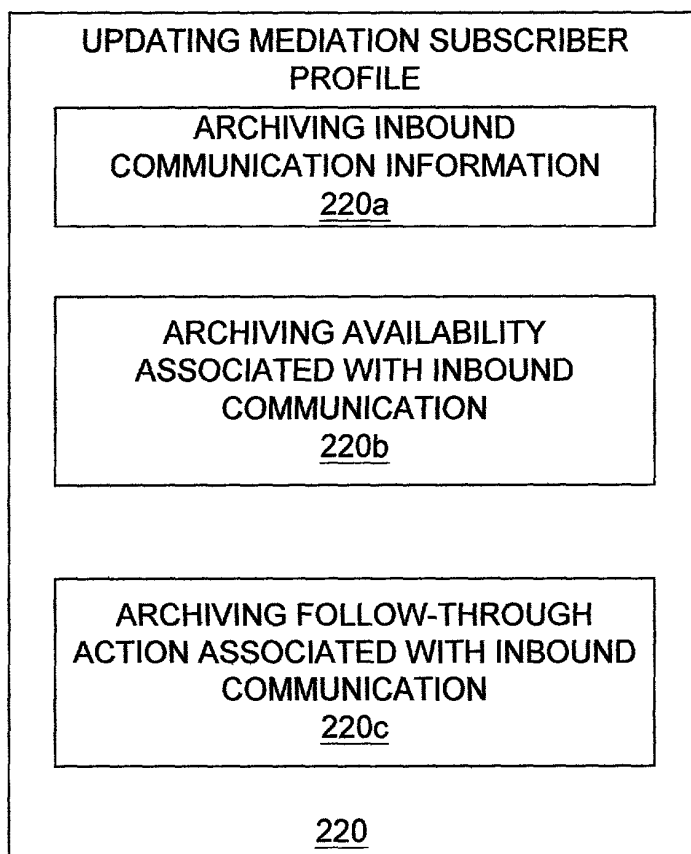 UPDATING MEDIATION SUBSCRIBER
PROFILE
ARCHIVING INBOUND
COMMUNICATION INFORMATION
220a
ARCHIVING AVAILABILITY
ASSOCIATED WITH INBOUND
COMMUNICATION
220b
ARCHIVING FOLLOW-THROUGH
ACTION ASSOCIATED WITH INBOUND
COMMUNICATION
220c
220